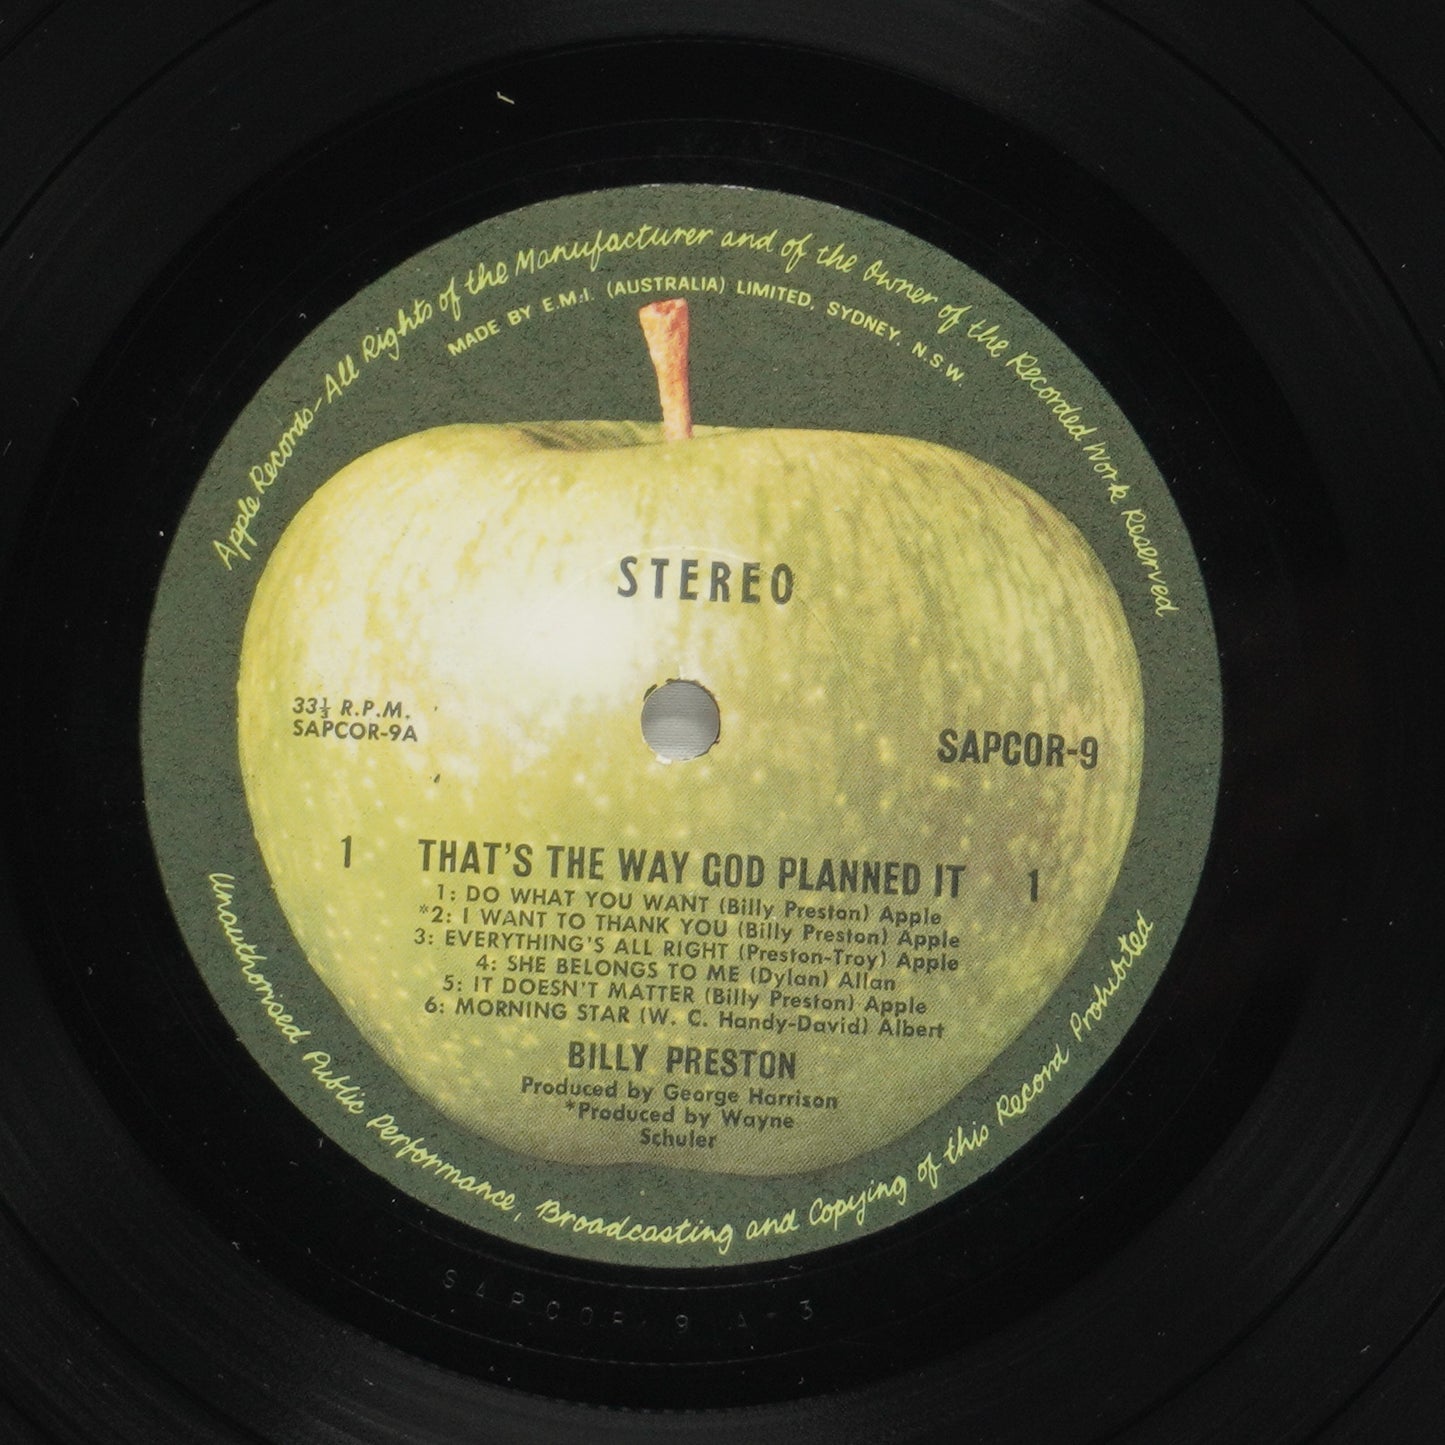 Apple Records-All Rights of the Manufacturer and of the Owner of the Recorded Work Reserved
MADE BY E.M.I. (AUSTRALIA) LIMITED, SYDNEY, N.S.W.
STEREO
33⅓ R.P.M.
SAPCOR-9A
SAPCOR-9
1 THAT'S THE WAY GOD PLANNED IT 1
1: DO WHAT YOU WANT (Billy Preston) Apple
*2: I WANT TO THANK YOU (Billy Preston) Apple
3: EVERYTHING'S ALL RIGHT (Preston-Troy) Apple
4: SHE BELONGS TO ME (Dylan) Allan
5: IT DOESN'T MATTER (Billy Preston) Apple
6: MORNING STAR (W. C. Handy-David) Albert
BILLY PRESTON
Produced by George Harrison
*Produced by Wayne
Schuler
Unauthorised Public Performance, Broadcasting and Copying of this Record Prohibited
SAPCOR 9 A-3